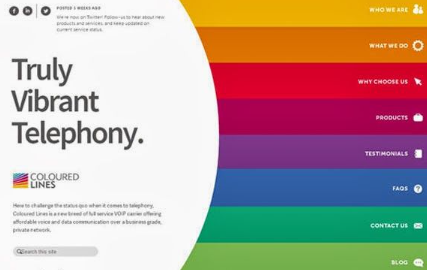 POSTED 3 WEEKS AGO
We're now on Twitter! Follow us to hear about new
products and services, and keep updated on
current service status.
Truly
Vibrant
Telephony.
COLOURED
LINES
How to challenge the status quo when it comes to telephony,
Coloured Lines is a new breed of full service VOIP carrier offering
affordable voice and data communication over a business grade,
private network.
Search this site
WHO WE ARE
WHAT WE DO
WHY CHOOSE US
PRODUCTS
TESTIMONIALS
FAQS
CONTACT US
BLOG